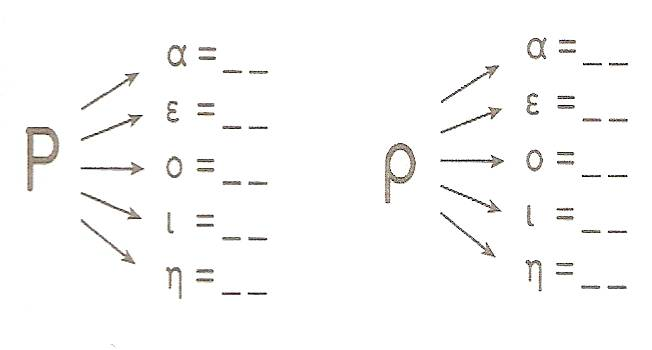 Ρ
α = _ _
ε = _ _
ο = _ _
ι = _ _
η = _ _
ρ
α = _ _
ε = _ _
ο = _ _
ι = _ _
η = _ _